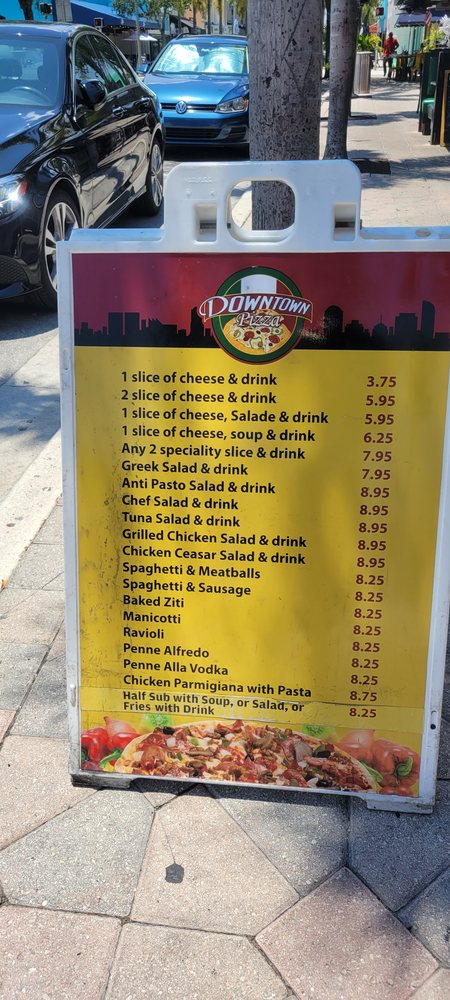 DOWNTOWN
Pizza
1 slice of cheese & drink 3.75
2 slice of cheese & drink 5.95
1 slice of cheese, Salade & drink 5.95
1 slice of cheese, soup & drink 6.25
Any 2 speciality slice & drink 7.95
Greek Salad & drink 7.95
Anti Pasto Salad & drink 8.95
Chef Salad & drink 8.95
Tuna Salad & drink 8.95
Grilled Chicken Salad & drink 8.95
Chicken Ceasar Salad & drink 8.95
Spaghetti & Meatballs 8.25
Spaghetti & Sausage 8.25
Baked Ziti 8.25
Manicotti 8.25
Ravioli 8.25
Penne Alfredo 8.25
Penne Alla Vodka 8.25
Chicken Parmigiana with Pasta 8.75
Half Sub with Soup, or Salad, or
Fries with Drink 8.25